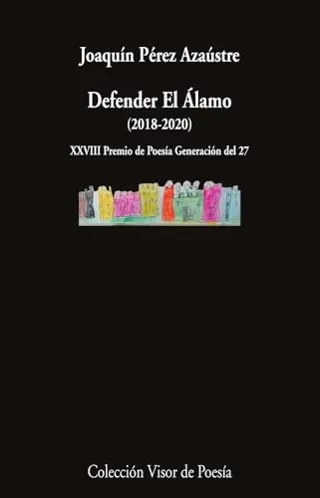 Joaquín Pérez Azaústre
Defender El Álamo
(2018-2020)
XXVIII Premio de Poesía Generación del 27
Colección Visor de Poesía